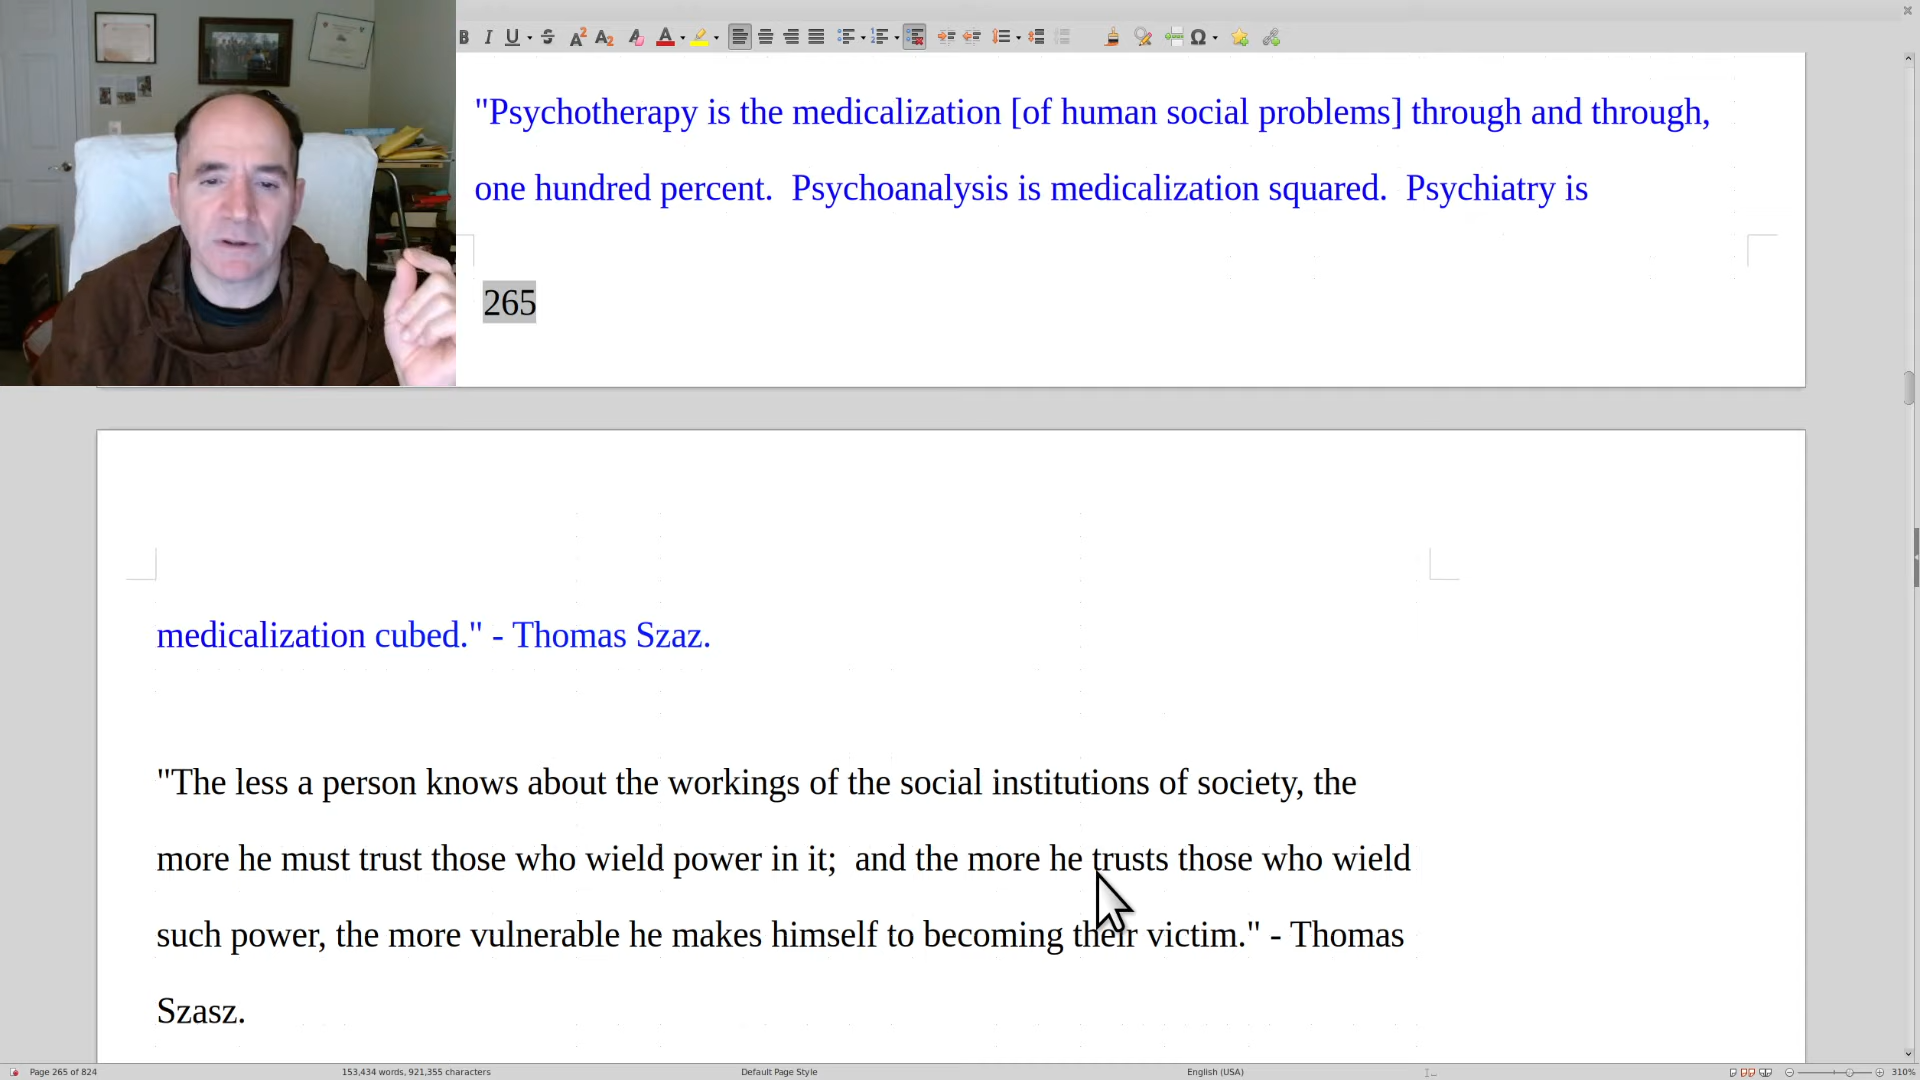 "Psychotherapy is the medicalization [of human social problems] through and through,
one hundred percent.  Psychoanalysis is medicalization squared.  Psychiatry is
265
medicalization cubed." - Thomas Szaz.
"The less a person knows about the workings of the social institutions of society, the
more he must trust those who wield power in it;  and the more he trusts those who wield
such power, the more vulnerable he makes himself to becoming their victim." - Thomas
Szasz.
Page 265 of 824
153,434 words, 921,355 characters
Default Page Style
English (USA)
310%